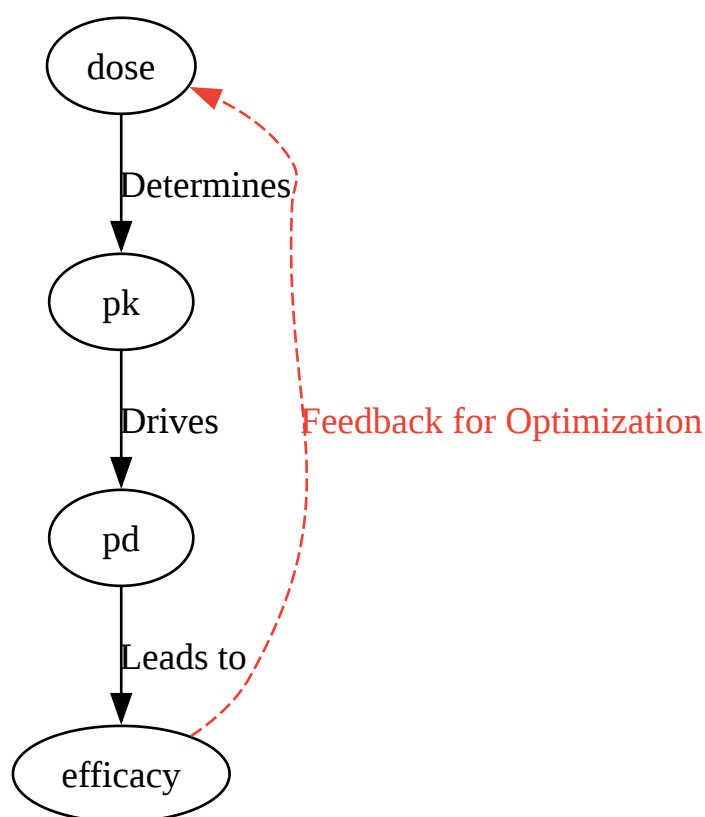 dose
Determines
pk
Drives
Feedback for Optimization
pd
Leads to
efficacy